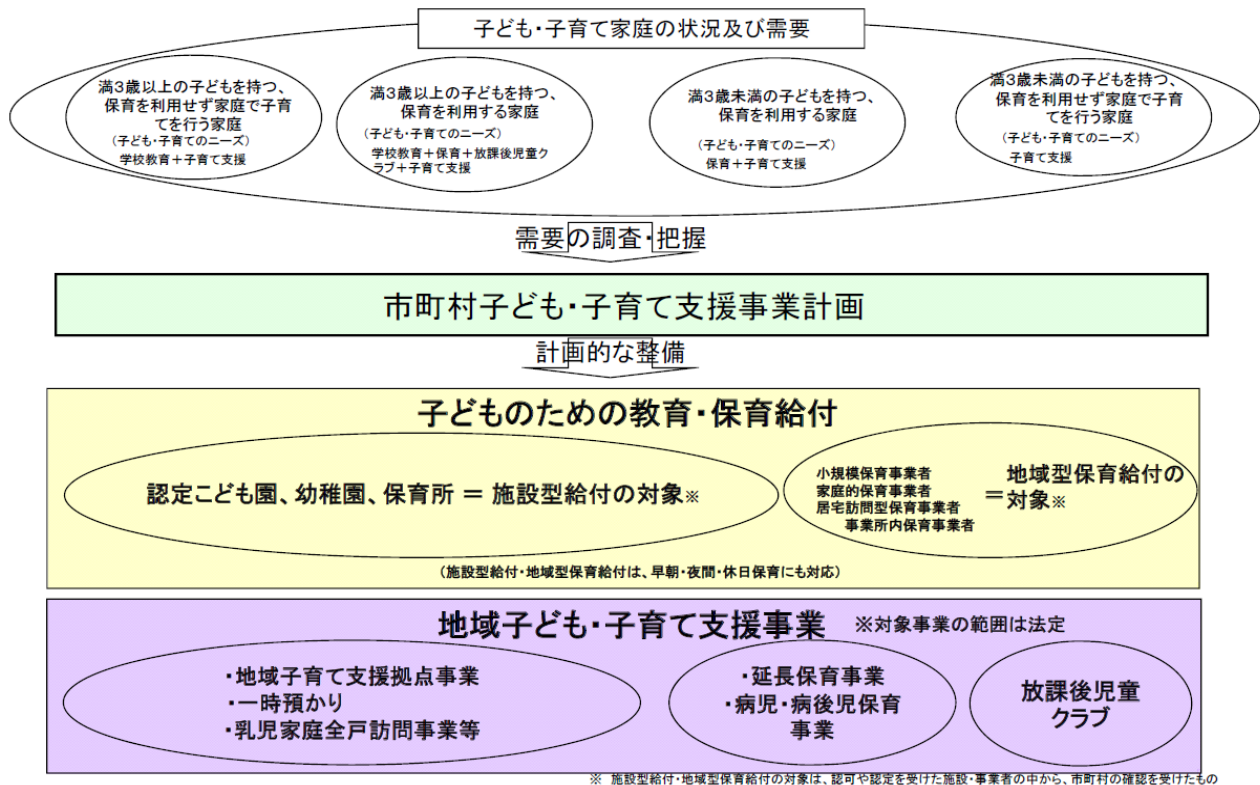 子ども・子育て家庭の状況及び需要
満３歳以上の子どもを持つ、
保育を利用せず家庭で子育
てを行う家庭
(子ども・子育てのニーズ)
学校教育＋子育て支援
満３歳以上の子どもを持つ、
保育を利用する家庭
(子ども・子育てのニーズ)
学校教育＋保育＋放課後児童ク
ラブ＋子育て支援
満３歳未満の子どもを持つ、
保育を利用する家庭
(子ども・子育てのニーズ)
保育＋子育て支援
満３歳未満の子どもを持つ、
保育を利用せず家庭で子育
てを行う家庭
(子ども・子育てのニーズ)
子育て支援
需要の調査・把握
市町村子ども・子育て支援事業計画
計画的な整備
子どものための教育・保育給付
認定こども園、幼稚園、保育所 ＝ 施設型給付の対象※
小規模保育事業者
家庭的保育事業者
居宅訪問型保育事業者
事業所内保育事業者
＝地域型保育給付の
対象※
(施設型給付・地域型保育給付は、早朝・夜間・休日保育にも対応)
地域子ども・子育て支援事業 ※対象事業の範囲は法定
・地域子育て支援拠点事業
・一時預かり
・乳児家庭全戸訪問事業等
・延長保育事業
・病児・病後児保育
事業
放課後児童
クラブ
※ 施設型給付・地域型保育給付の対象は、認可や認定を受けた施設・事業者の中から、市町村の確認を受けたもの